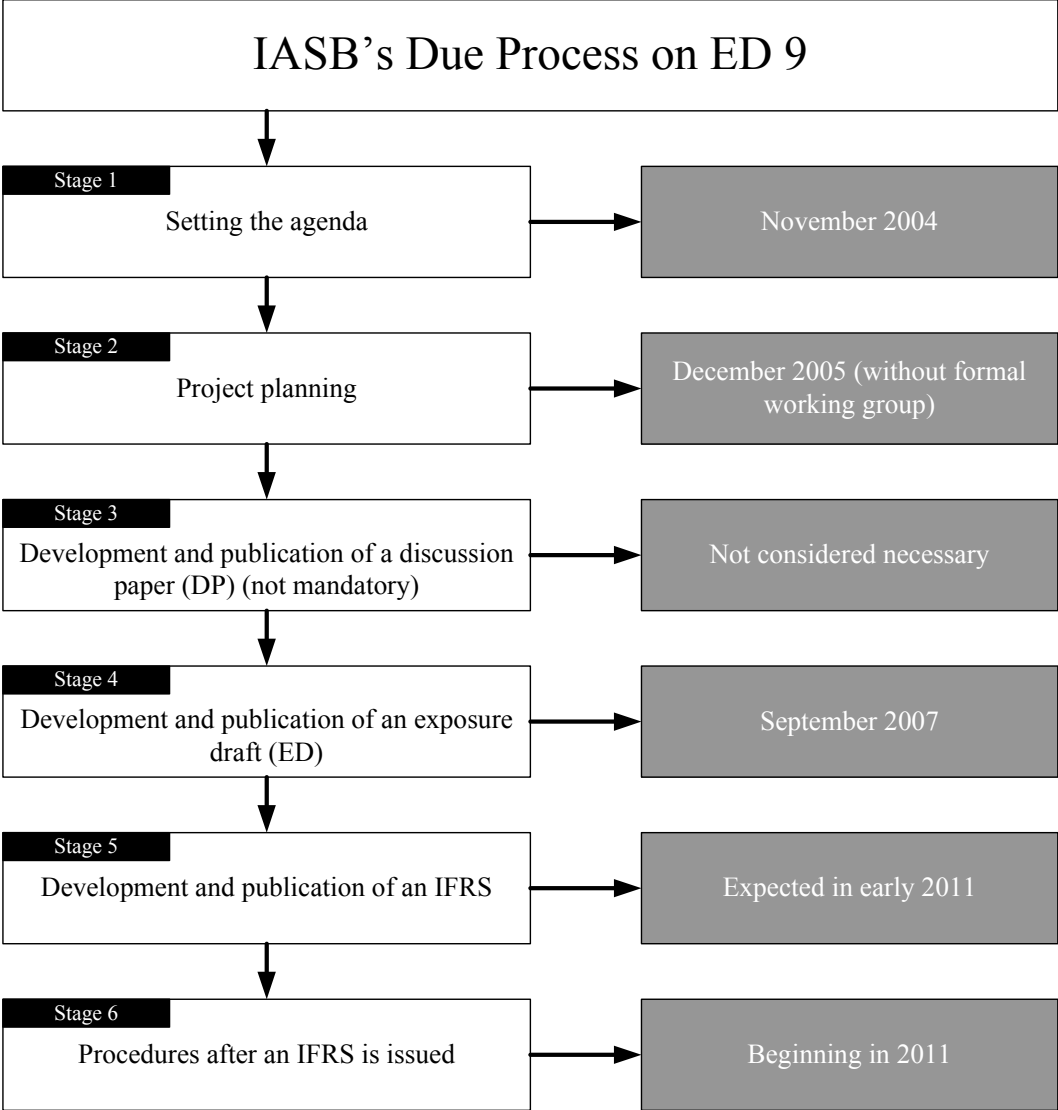 IASB's Due Process on ED 9
Stage 1
Setting the agenda
November 2004
Stage 2
Project planning
December 2005 (without formal
working group)
Stage 3
Development and publication of a discussion
paper (DP) (not mandatory)
Not considered necessary
Stage 4
Development and publication of an exposure
draft (ED)
September 2007
Stage 5
Development and publication of an IFRS
Expected in early 2011
Stage 6
Procedures after an IFRS is issued
Beginning in 2011